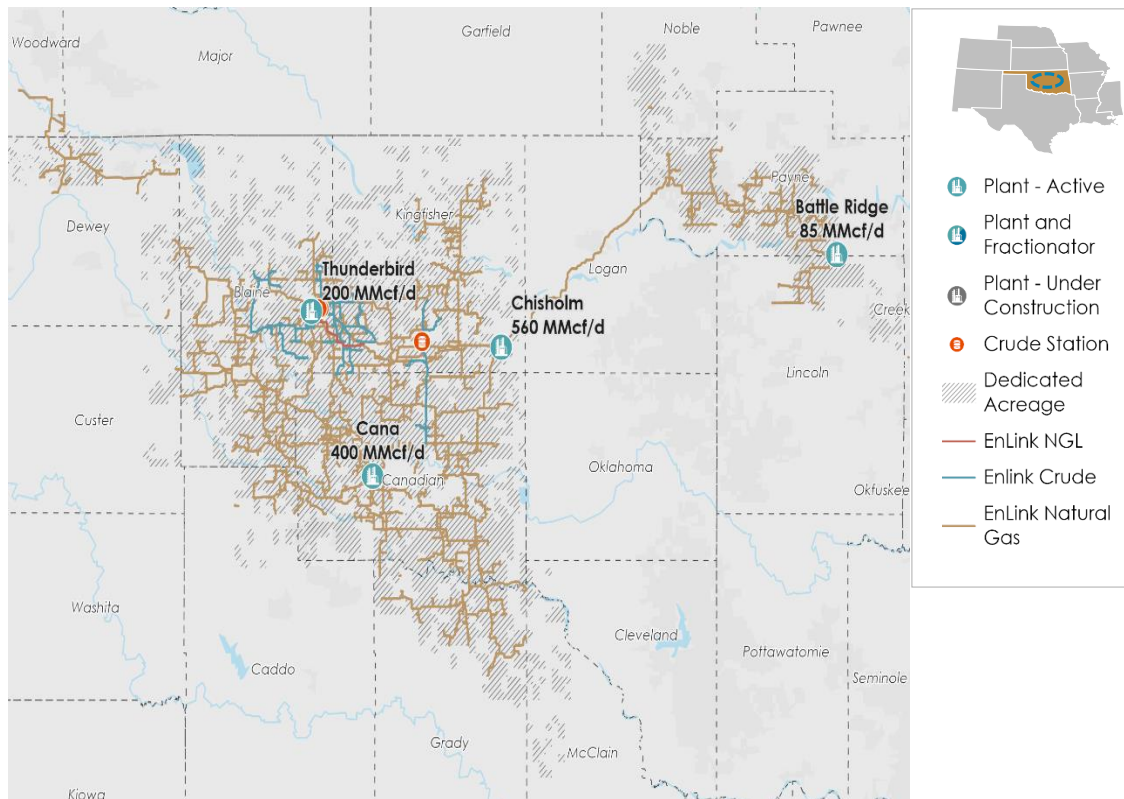 Woodward
Major
Garfield
Noble
Pawnee
Dewey
Kingfisher
Payne
Battle Ridge
85 MMcf/d
Thunderbird
200 MMcf/d
Blaine
Logan
Creek
Chisholm
560 MMcf/d
Lincoln
Custer
Cana
400 MMcf/d
Canadian
Oklahoma
Okfuskee
Washita
Caddo
Cleveland
Pottawatomie
Seminole
Grady
McClain
Kiowa
Plant - Active
Plant and
Fractionator
Plant - Under
Construction
Crude Station
Dedicated
Acreage
EnLink NGL
Enlink Crude
EnLink Natural
Gas